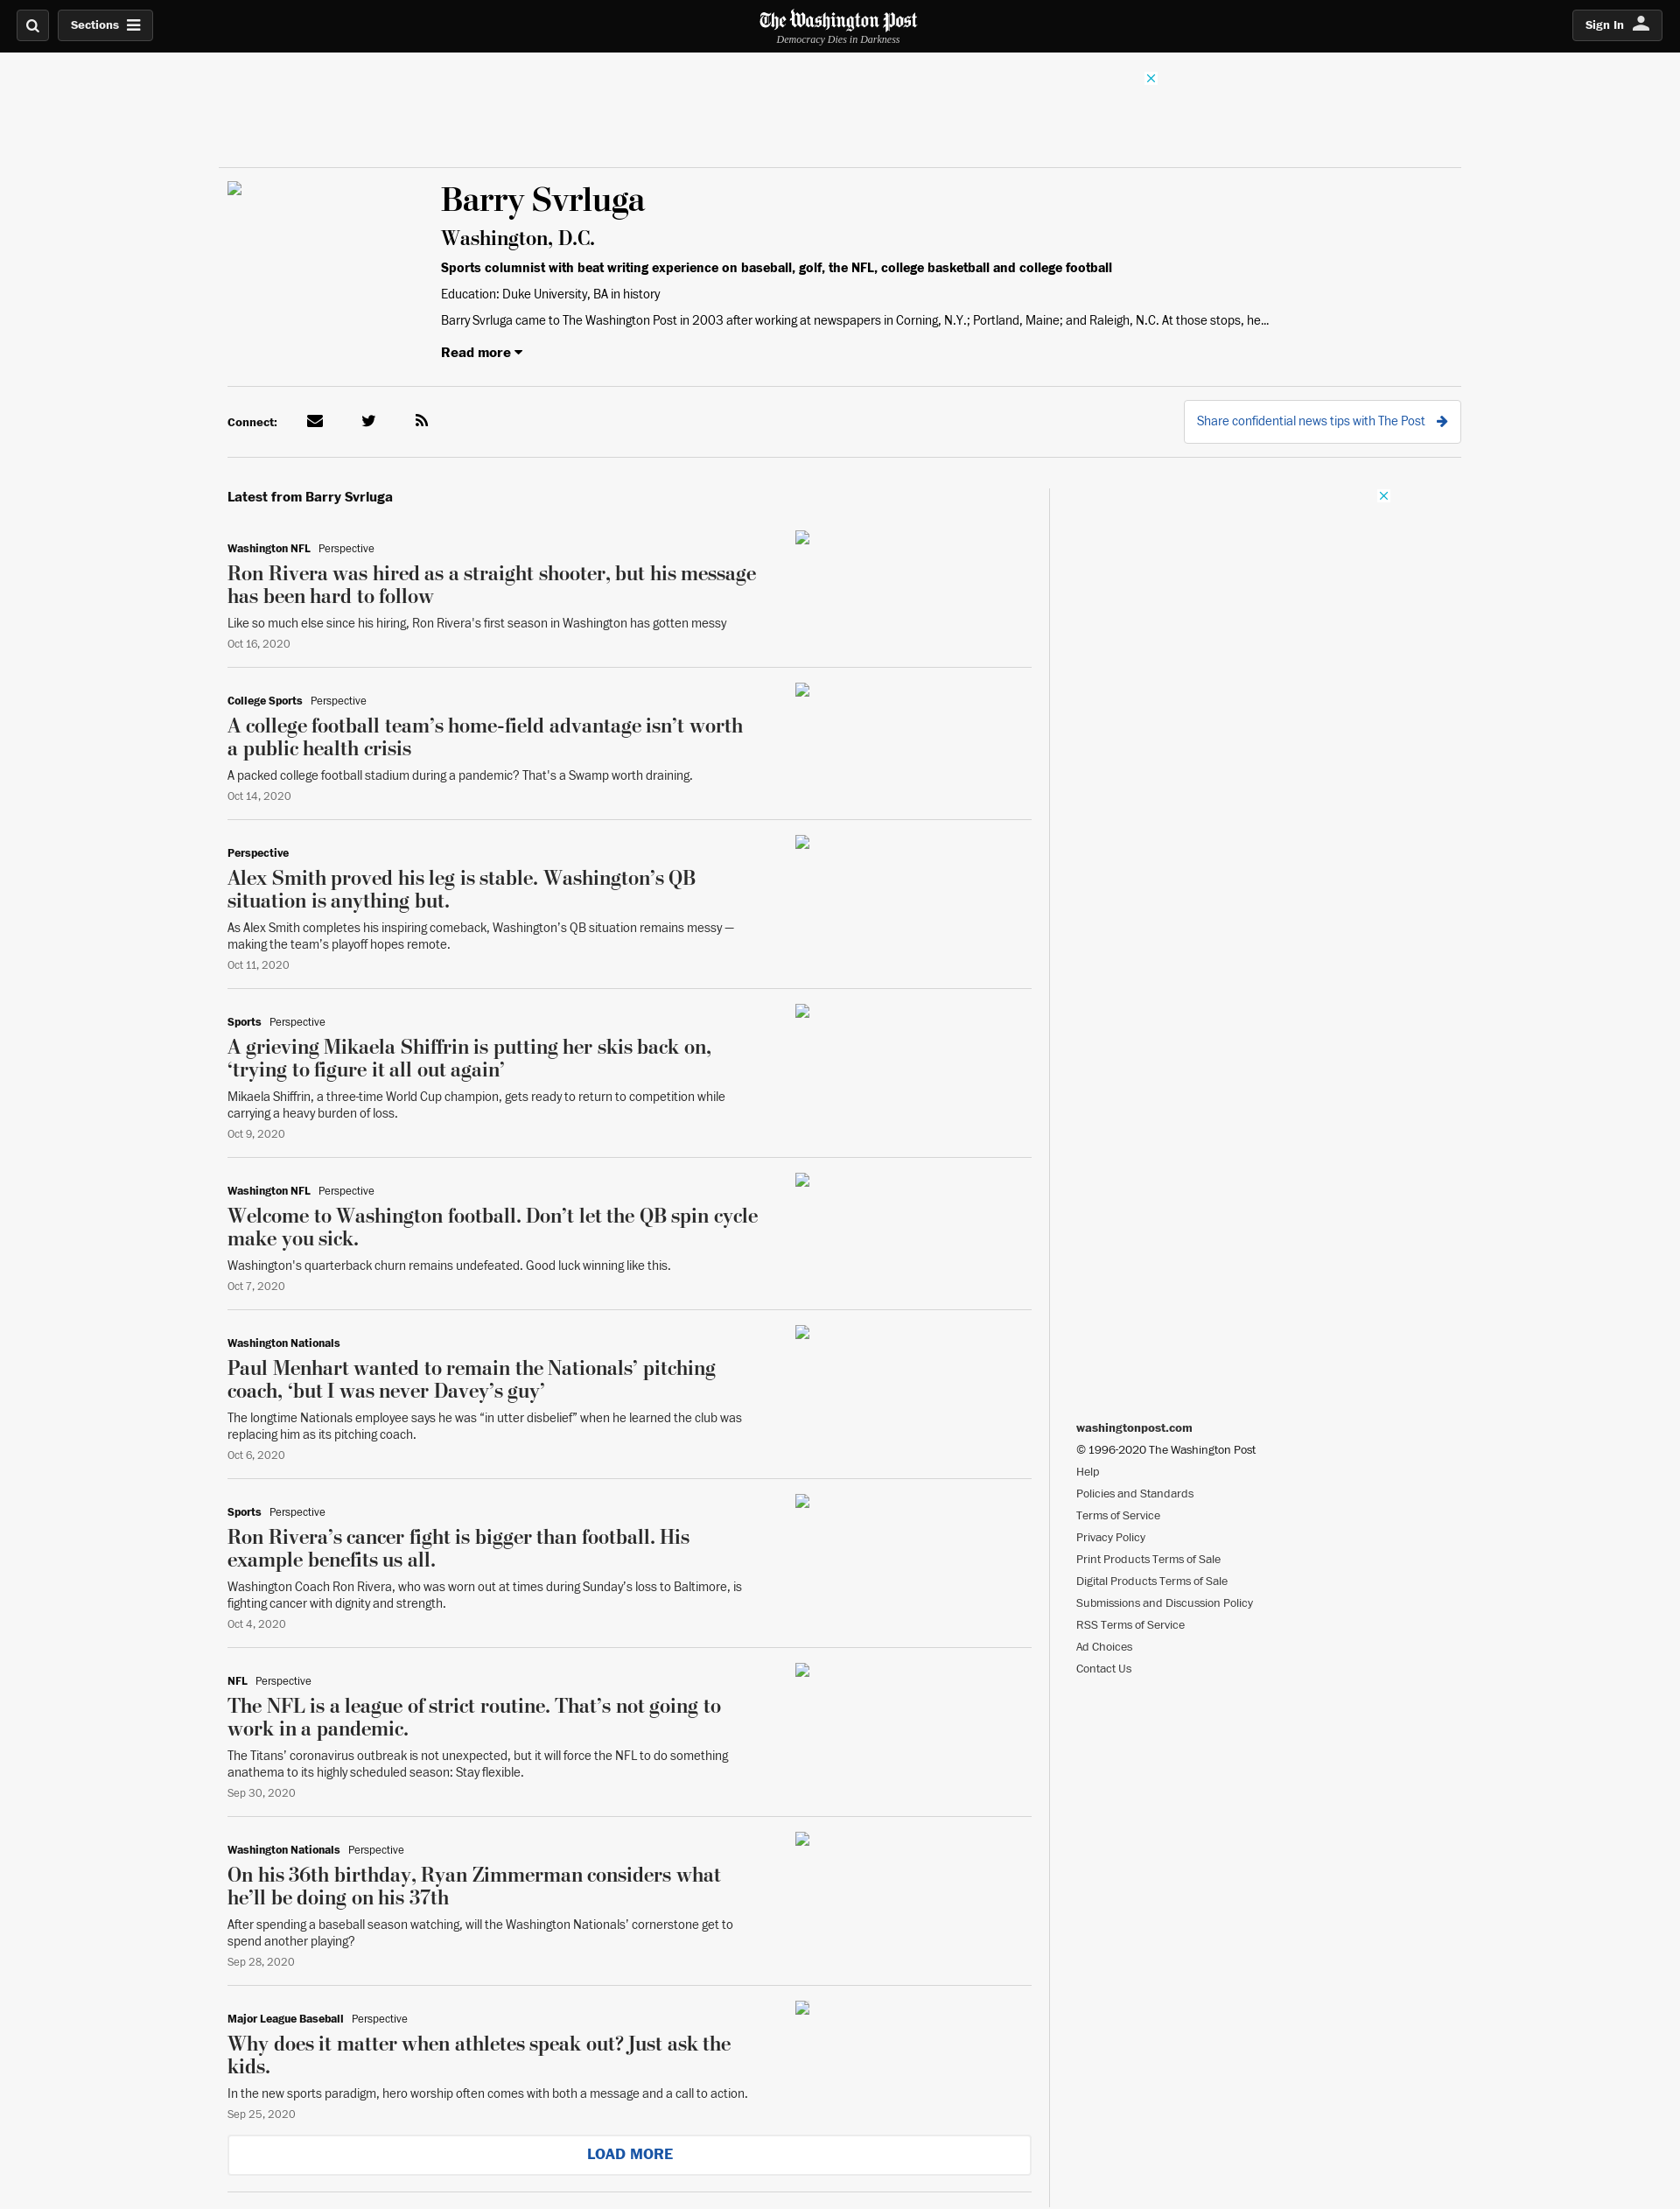 Sections
The Washington Post
Democracy Dies in Darkness
Sign In
Barry Svrluga
Washington, D.C.
Sports columnist with beat writing experience on baseball, golf, the NFL, college basketball and college football
Education: Duke University, BA in history
Barry Svrluga came to The Washington Post in 2003 after working at newspapers in Corning, N.Y.; Portland, Maine; and Raleigh, N.C. At those stops, he...
Read more
Connect:
Share confidential news tips with The Post
Latest from Barry Svrluga
Washington NFL Perspective
Ron Rivera was hired as a straight shooter, but his message
has been hard to follow
Like so much else since his hiring, Ron Rivera's first season in Washington has gotten messy
Oct 16, 2020
College Sports Perspective
A college football team’s home-field advantage isn’t worth
a public health crisis
A packed college football stadium during a pandemic? That's a Swamp worth draining.
Oct 14, 2020
Perspective
Alex Smith proved his leg is stable. Washington’s QB
situation is anything but.
As Alex Smith completes his inspiring comeback, Washington’s QB situation remains messy —
making the team’s playoff hopes remote.
Oct 11, 2020
Sports Perspective
A grieving Mikaela Shiffrin is putting her skis back on,
‘trying to figure it all out again’
Mikaela Shiffrin, a three-time World Cup champion, gets ready to return to competition while
carrying a heavy burden of loss.
Oct 9, 2020
Washington NFL Perspective
Welcome to Washington football. Don’t let the QB spin cycle
make you sick.
Washington's quarterback churn remains undefeated. Good luck winning like this.
Oct 7, 2020
Washington Nationals
Paul Menhart wanted to remain the Nationals’ pitching
coach, ‘but I was never Davey’s guy’
The longtime Nationals employee says he was “in utter disbelief” when he learned the club was
replacing him as its pitching coach.
Oct 6, 2020
Sports Perspective
Ron Rivera’s cancer fight is bigger than football. His
example benefits us all.
Washington Coach Ron Rivera, who was worn out at times during Sunday’s loss to Baltimore, is
fighting cancer with dignity and strength.
Oct 4, 2020
NFL Perspective
The NFL is a league of strict routine. That’s not going to
work in a pandemic.
The Titans’ coronavirus outbreak is not unexpected, but it will force the NFL to do something
anathema to its highly scheduled season: Stay flexible.
Sep 30, 2020
Washington Nationals Perspective
On his 36th birthday, Ryan Zimmerman considers what
he’ll be doing on his 37th
After spending a baseball season watching, will the Washington Nationals’ cornerstone get to
spend another playing?
Sep 28, 2020
Major League Baseball Perspective
Why does it matter when athletes speak out? Just ask the
kids.
In the new sports paradigm, hero worship often comes with both a message and a call to action.
Sep 25, 2020
LOAD MORE
washingtonpost.com
© 1996-2020 The Washington Post
Help
Policies and Standards
Terms of Service
Privacy Policy
Print Products Terms of Sale
Digital Products Terms of Sale
Submissions and Discussion Policy
RSS Terms of Service
Ad Choices
Contact Us